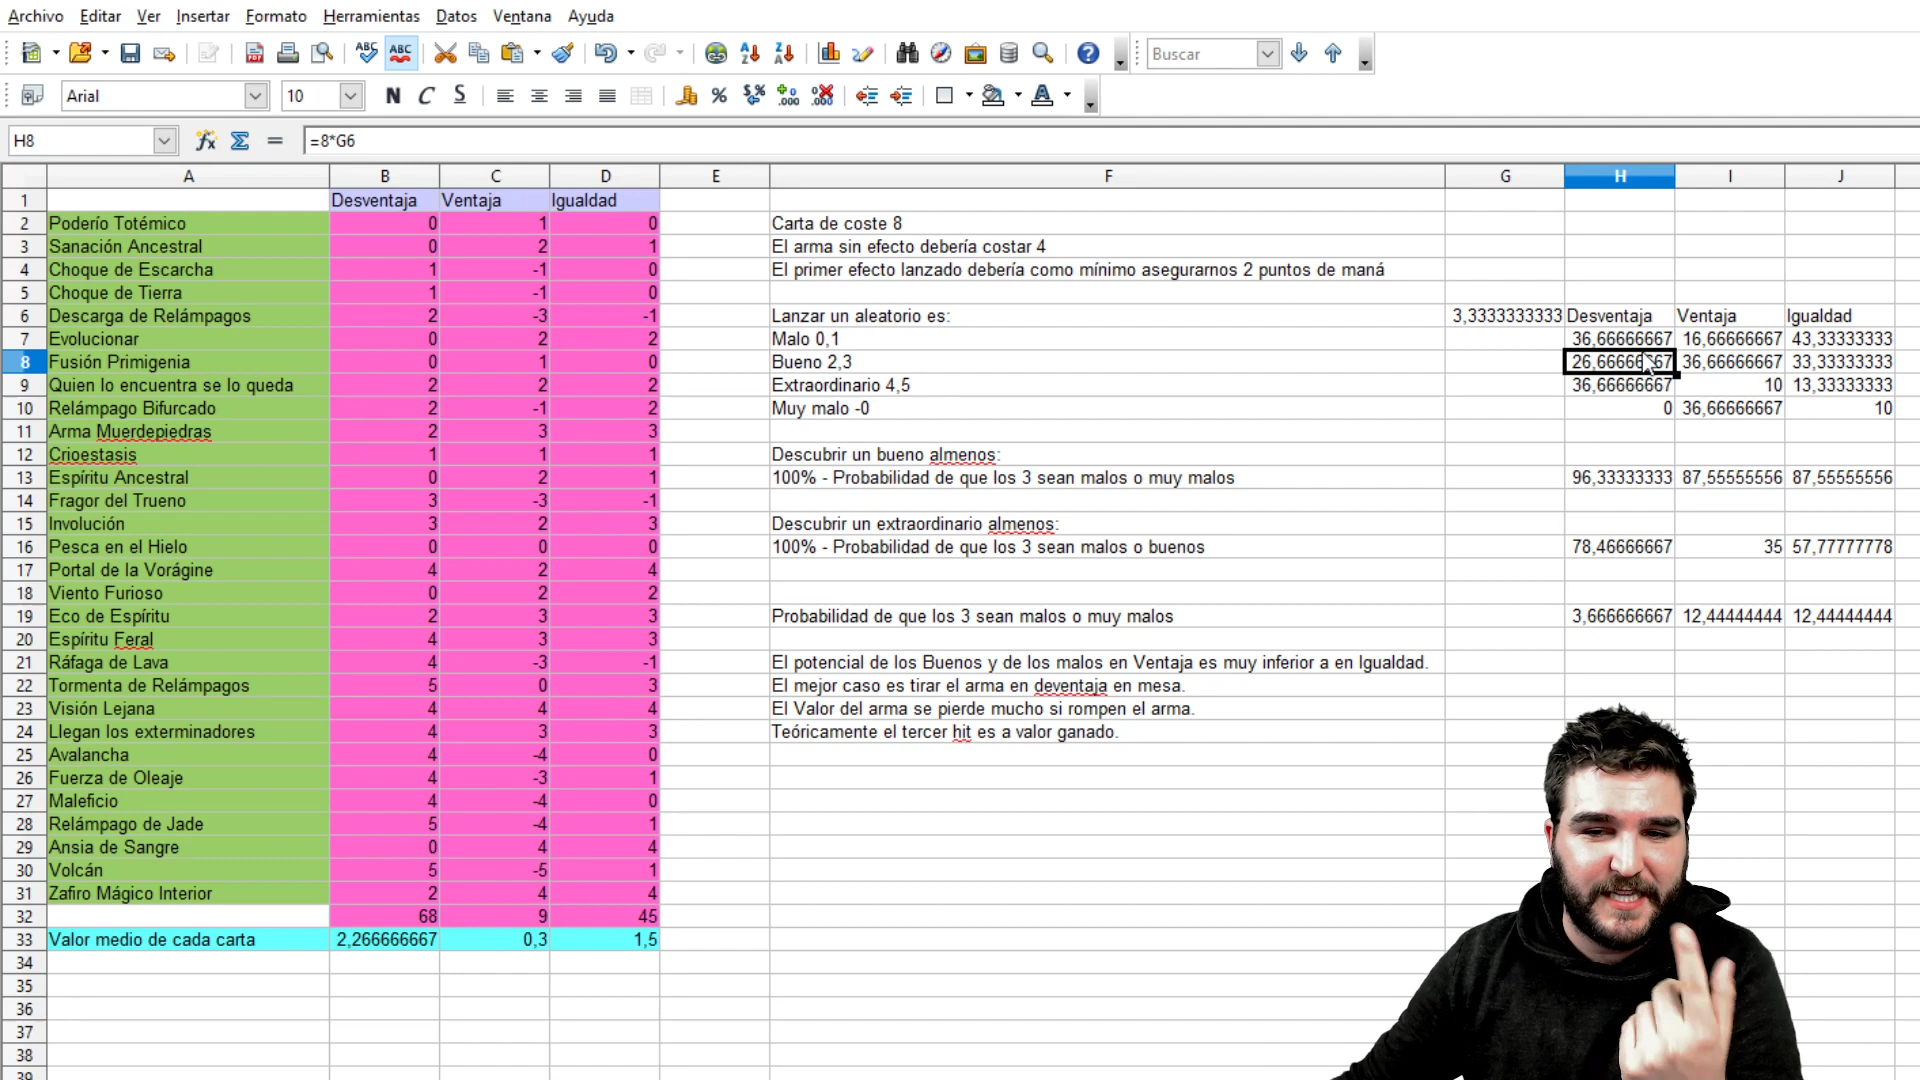 Archivo Editar Ver Insertar Formato Herramientas Datos Ventana Ayuda
Buscar
Arial 10 N C S
H8 =8*G6
A B C D E F G H I J
1 Desventaja Ventaja Igualdad
2 Poderío Totémico 0 1 0 Carta de coste 8
3 Sanación Ancestral 0 2 1 El arma sin efecto debería costar 4
4 Choque de Escarcha 1 -1 0 El primer efecto lanzado debería como mínimo asegurarnos 2 puntos de maná
5 Choque de Tierra 1 -1 0
6 Descarga de Relámpagos 2 -3 -1 Lanzar un aleatorio es: 3,3333333333 Desventaja Ventaja Igualdad
7 Evolucionar 0 2 2 Malo 0,1 36,66666667 16,66666667 43,33333333
8 Fusión Primigenia 0 1 0 Bueno 2,3 26,66666667 36,66666667 33,33333333
9 Quien lo encuentra se lo queda 2 2 2 Extraordinario 4,5 36,66666667 10 13,33333333
10 Relámpago Bifurcado 2 -1 2 Muy malo -0 0 36,66666667 10
11 Arma Muerdepiedras 2 3 3
12 Crioestasis 1 1 1 Descubrir un bueno almenos:
13 Espíritu Ancestral 0 2 1 100% - Probabilidad de que los 3 sean malos o muy malos 96,33333333 87,55555556 87,55555556
14 Fragor del Trueno 3 -3 -1
15 Involución 3 2 3 Descubrir un extraordinario almenos:
16 Pesca en el Hielo 0 0 0 100% - Probabilidad de que los 3 sean malos o buenos 78,46666667 35 57,77777778
17 Portal de la Vorágine 4 2 4
18 Viento Furioso 0 2 2
19 Eco de Espíritu 2 3 3 Probabilidad de que los 3 sean malos o muy malos 3,666666667 12,44444444 12,44444444
20 Espíritu Feral 4 3 3
21 Ráfaga de Lava 4 -3 -1 El potencial de los Buenos y de los malos en Ventaja es muy inferior a en Igualdad.
22 Tormenta de Relámpagos 5 0 3 El mejor caso es tirar el arma en deventaja en mesa.
23 Visión Lejana 4 4 4 El Valor del arma se pierde mucho si rompen el arma.
24 Llegan los exterminadores 4 3 3 Teóricamente el tercer hit es a valor ganado.
25 Avalancha 4 -4 0
26 Fuerza de Oleaje 4 -3 1
27 Maleficio 4 -4 0
28 Relámpago de Jade 5 -4 1
29 Ansia de Sangre 0 4 4
30 Volcán 5 -5 1
31 Zafiro Mágico Interior 2 4 4
32 68 9 45
33 Valor medio de cada carta 2,266666667 0,3 1,5
34
35
36
37
38
39